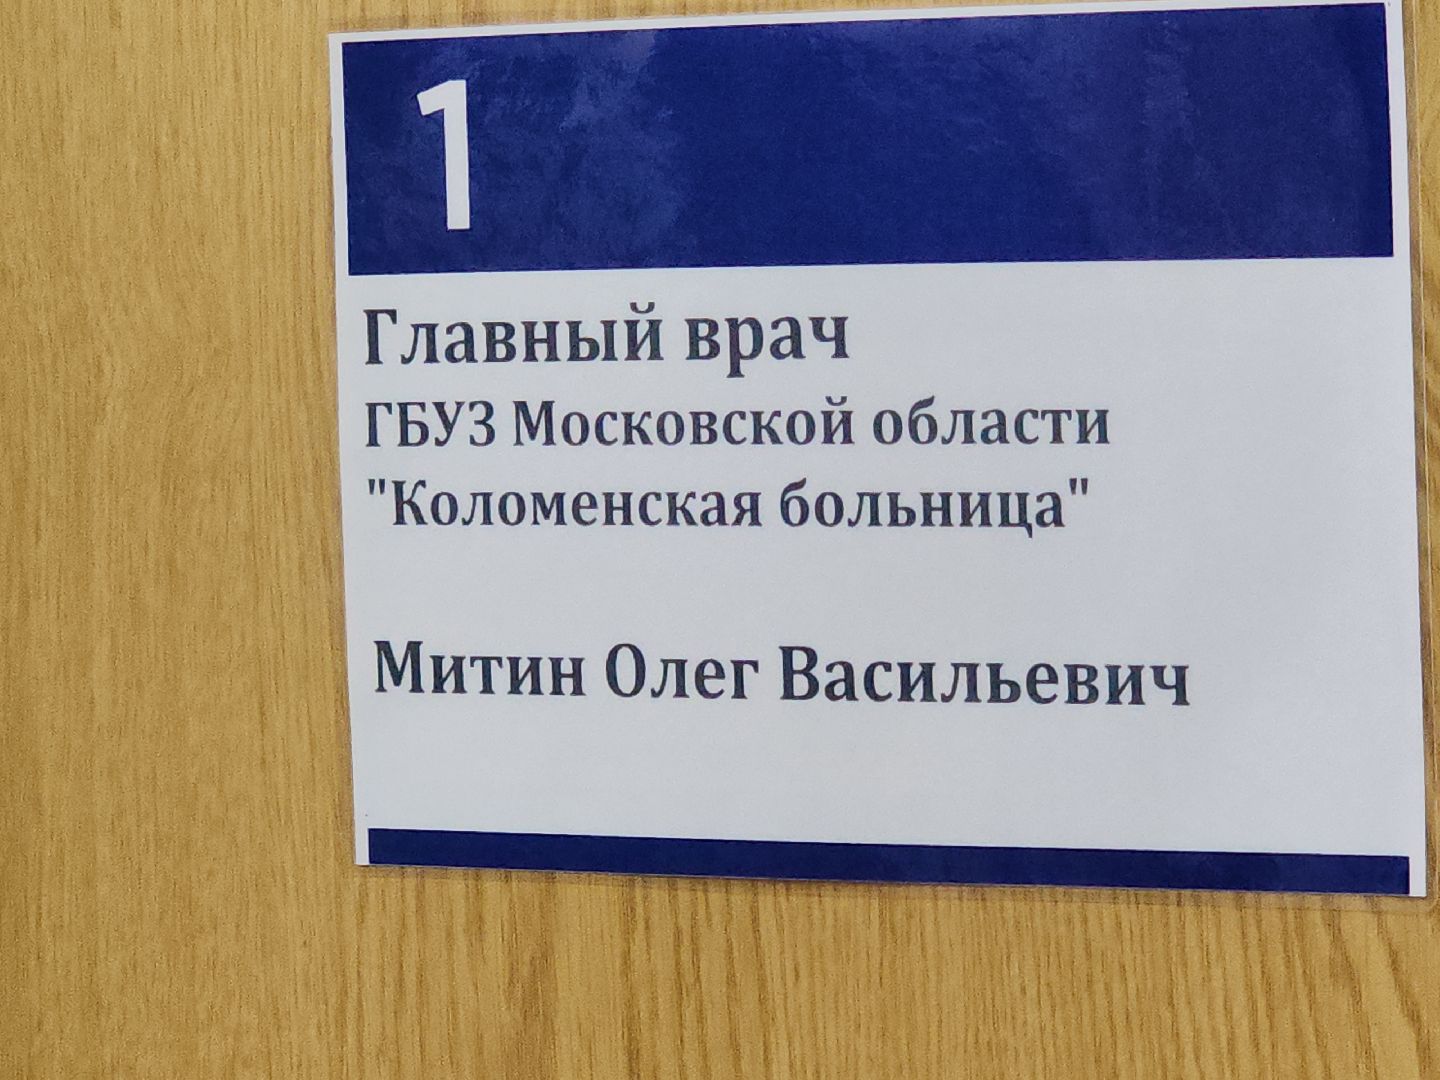 1
Главный врач
ГБУЗ Московской области
"Коломенская больница"
Митин Олег Васильевич